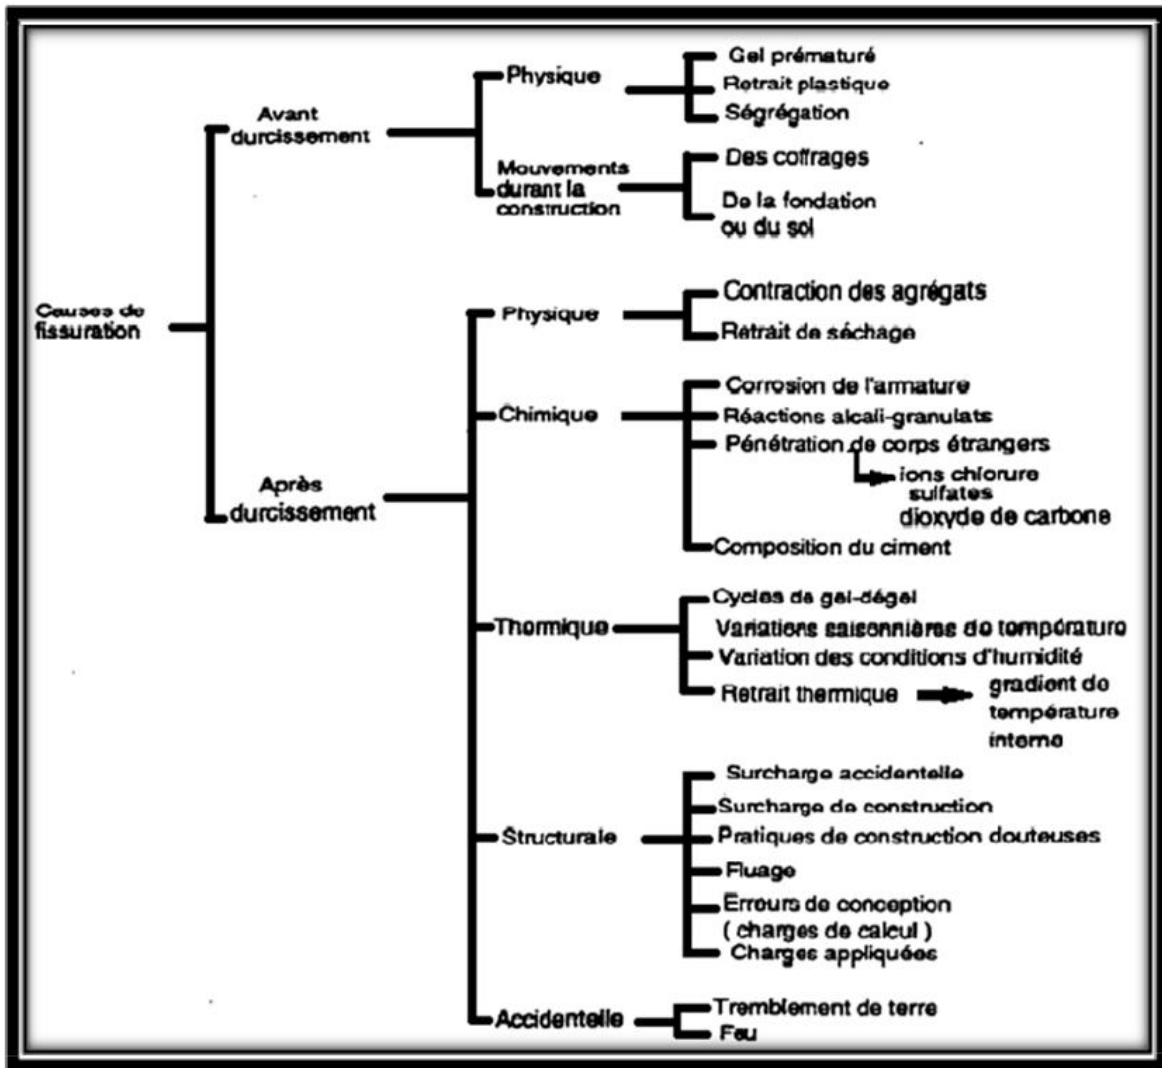 Causes de
fissuration
Avant
durcissement
Physique
Gel prématuré
Retrait plastique
Ségrégation
Mouvements
durant la
construction
Des coffrages
De la fondation
ou du sol
Après
durcissement
Physique
Contraction des agrégats
Retrait de séchage
Chimique
Corrosion de l'armature
Réactions alcali-granulats
Pénétration de corps étrangers
ions chlorure
sulfates
dioxyde de carbone
Composition du ciment
Thermique
Cycles de gel-dégel
Variations saisonnières de température
Variation des conditions d'humidité
Retrait thermique
gradient de
température
interne
Structurale
Surcharge accidentelle
Surcharge de construction
Pratiques de construction douteuses
Fluage
Erreurs de conception
( charges de calcul )
Charges appliquées
Accidentelle
Tremblement de terre
Feu